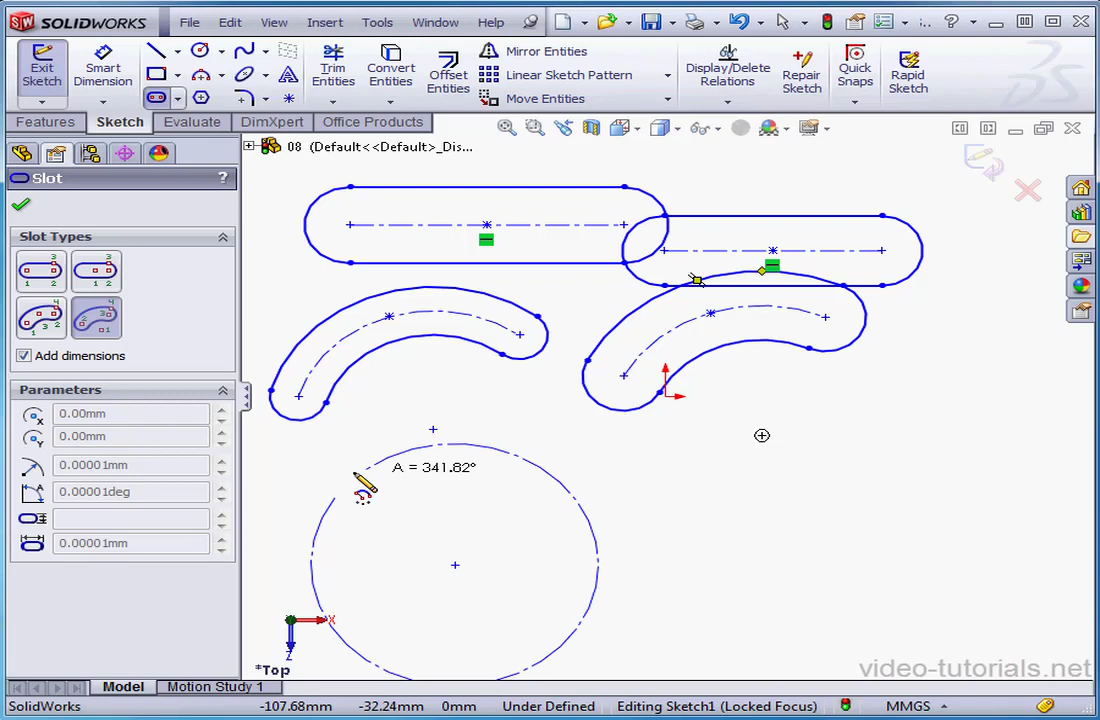 SOLIDWORKS File Edit View Insert Tools Window Help
Exit Sketch
Smart Dimension
Trim Entities
Convert Entities
Offset Entities
Mirror Entities
Linear Sketch Pattern
Move Entities
Display/Delete Relations
Repair Sketch
Quick Snaps
Rapid Sketch
Features Sketch Evaluate DimXpert Office Products
08 (Default<<Default>_Dis...
Slot ?
Slot Types
Add dimensions
Parameters
0.00mm
0.00mm
0.00001mm
0.00001deg
0.00001mm
A = 341.82°
X
Z
*Top
video-tutorials.net
Model Motion Study 1
SolidWorks -107.68mm -32.24mm 0mm Under Defined Editing Sketch1 (Locked Focus) MMGS